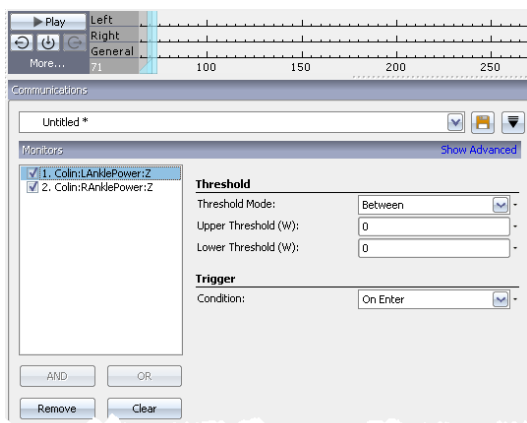 Play
Left
Right
General
More...
71
100 150 200 250
Communications
Untitled *
Monitors Show Advanced
1. Colin:LAnklePower:Z
2. Colin:RAnklePower:Z
Threshold
Threshold Mode: Between
Upper Threshold (W): 0
Lower Threshold (W): 0
Trigger
Condition: On Enter
AND OR
Remove Clear